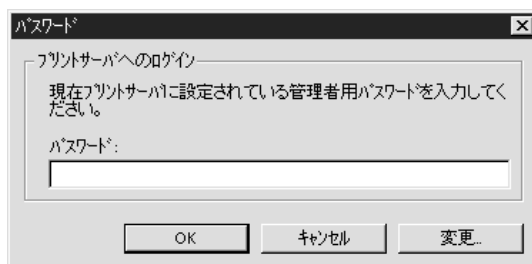 ﾊﾟｽﾜｰﾄﾞ
ﾌﾟﾘﾝﾄｻｰﾊﾞへのﾛｸﾞｲﾝ
現在ﾌﾟﾘﾝﾄｻｰﾊﾞに設定されている管理者用ﾊﾟｽﾜｰﾄﾞを入力してく
ださい。
ﾊﾟｽﾜｰﾄﾞ:
OK ｷｬﾝｾﾙ 変更...